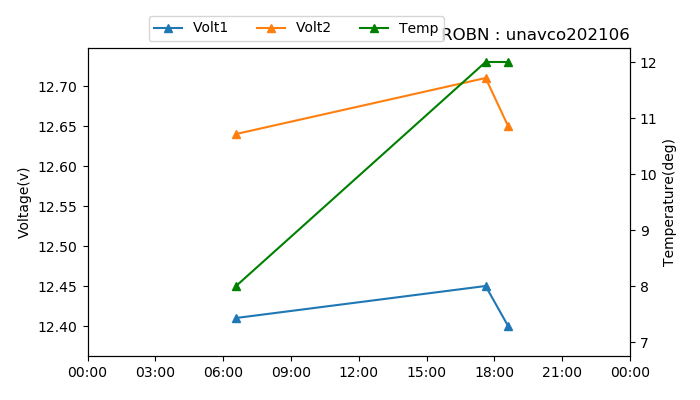 Volt1 Volt2 Temp
ROBN : unavco202106
12.70
12.65
12.60
12.55
12.50
12.45
12.40
Voltage(v)
12
11
10
9
8
7
Temperature(deg)
00:00 03:00 06:00 09:00 12:00 15:00 18:00 21:00 00:00